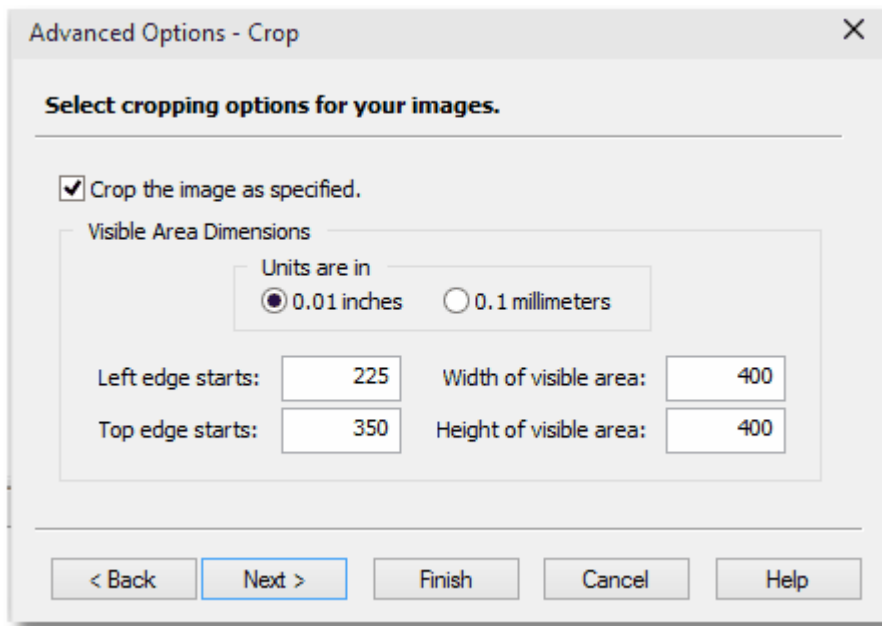 Advanced Options - Crop
Select cropping options for your images.
Crop the image as specified.
Visible Area Dimensions
Units are in
0.01 inches 0.1 millimeters
Left edge starts: 225 Width of visible area: 400
Top edge starts: 350 Height of visible area: 400
< Back Next > Finish Cancel Help